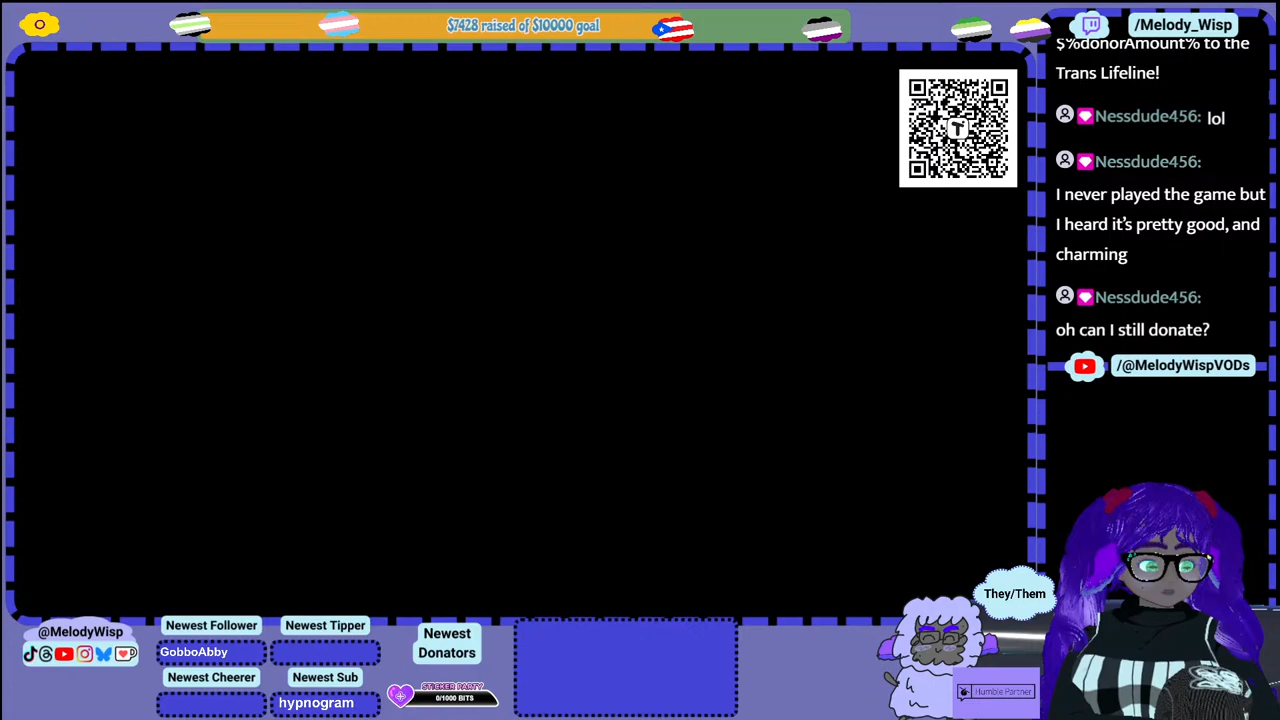 $7428 raised of $10000 goal
/Melody_Wisp
$%donorAmount% to the
Trans Lifeline!
Nessdude456: lol
Nessdude456:
I never played the game but
I heard it's pretty good, and
charming
Nessdude456:
oh can I still donate?
/@MelodyWispVODs
They/Them
@MelodyWisp
Newest Follower
GobboAbby
Newest Tipper
Newest Cheerer
Newest Sub
hypnogram
Newest
Donators
STICKER PARTY
0/1000 BITS
Humble Partner
T